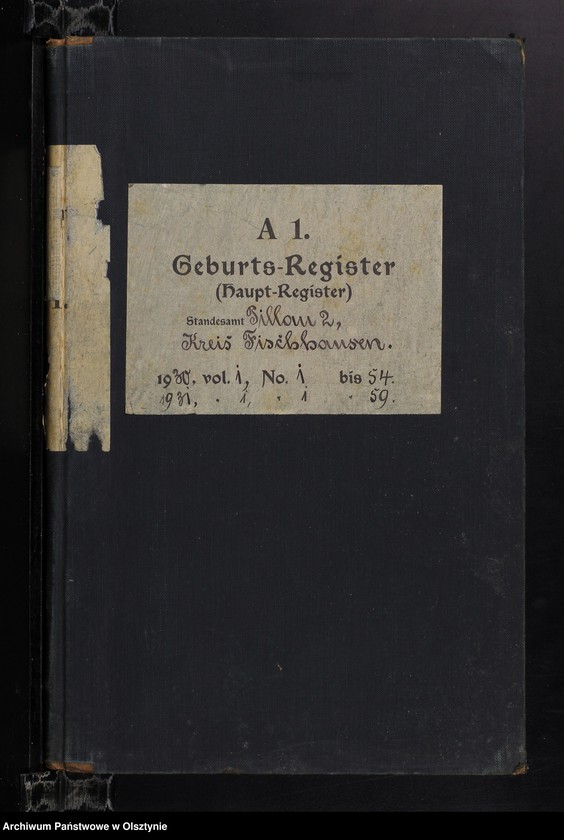 1.
A 1.
Geburts-Register
(Haupt-Register)
Standesamt Pillau 2,
Kreis Fischhausen.
1930. vol. 1, No. 1 bis 54.
1931, . 1, . 1 . 59.
Archiwum Państwowe w Olsztynie